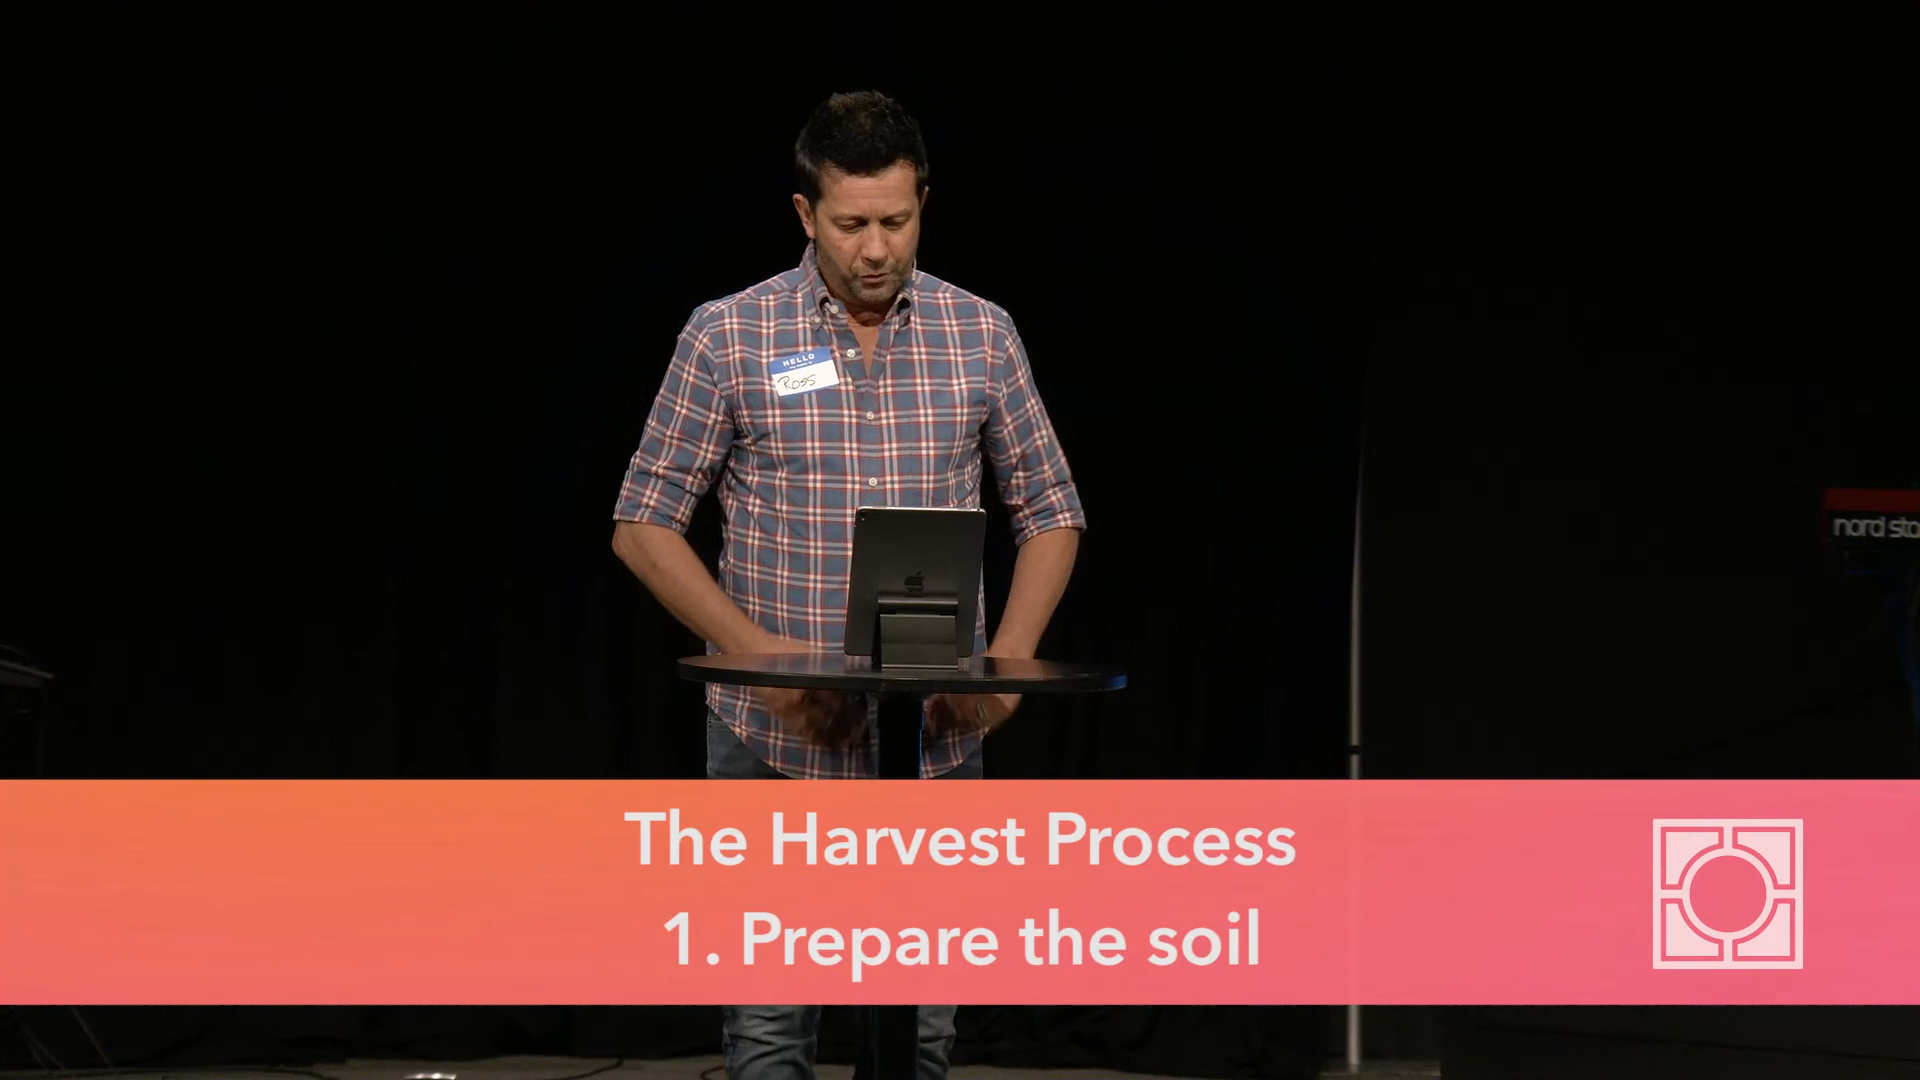 HELLO
Ross
nord sta
The Harvest Process
1. Prepare the soil